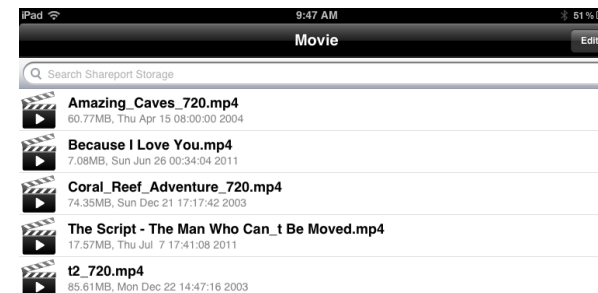 iPad 9:47 AM 51%
Movie
Edit
Search Shareport Storage
Amazing_Caves_720.mp4
60.77MB, Thu Apr 15 08:00:00 2004
Because I Love You.mp4
7.08MB, Sun Jun 26 00:34:04 2011
Coral_Reef_Adventure_720.mp4
74.35MB, Sun Dec 21 17:17:42 2003
The Script - The Man Who Can_t Be Moved.mp4
17.57MB, Thu Jul 7 17:41:08 2011
t2_720.mp4
85.61MB, Mon Dec 22 14:47:16 2003